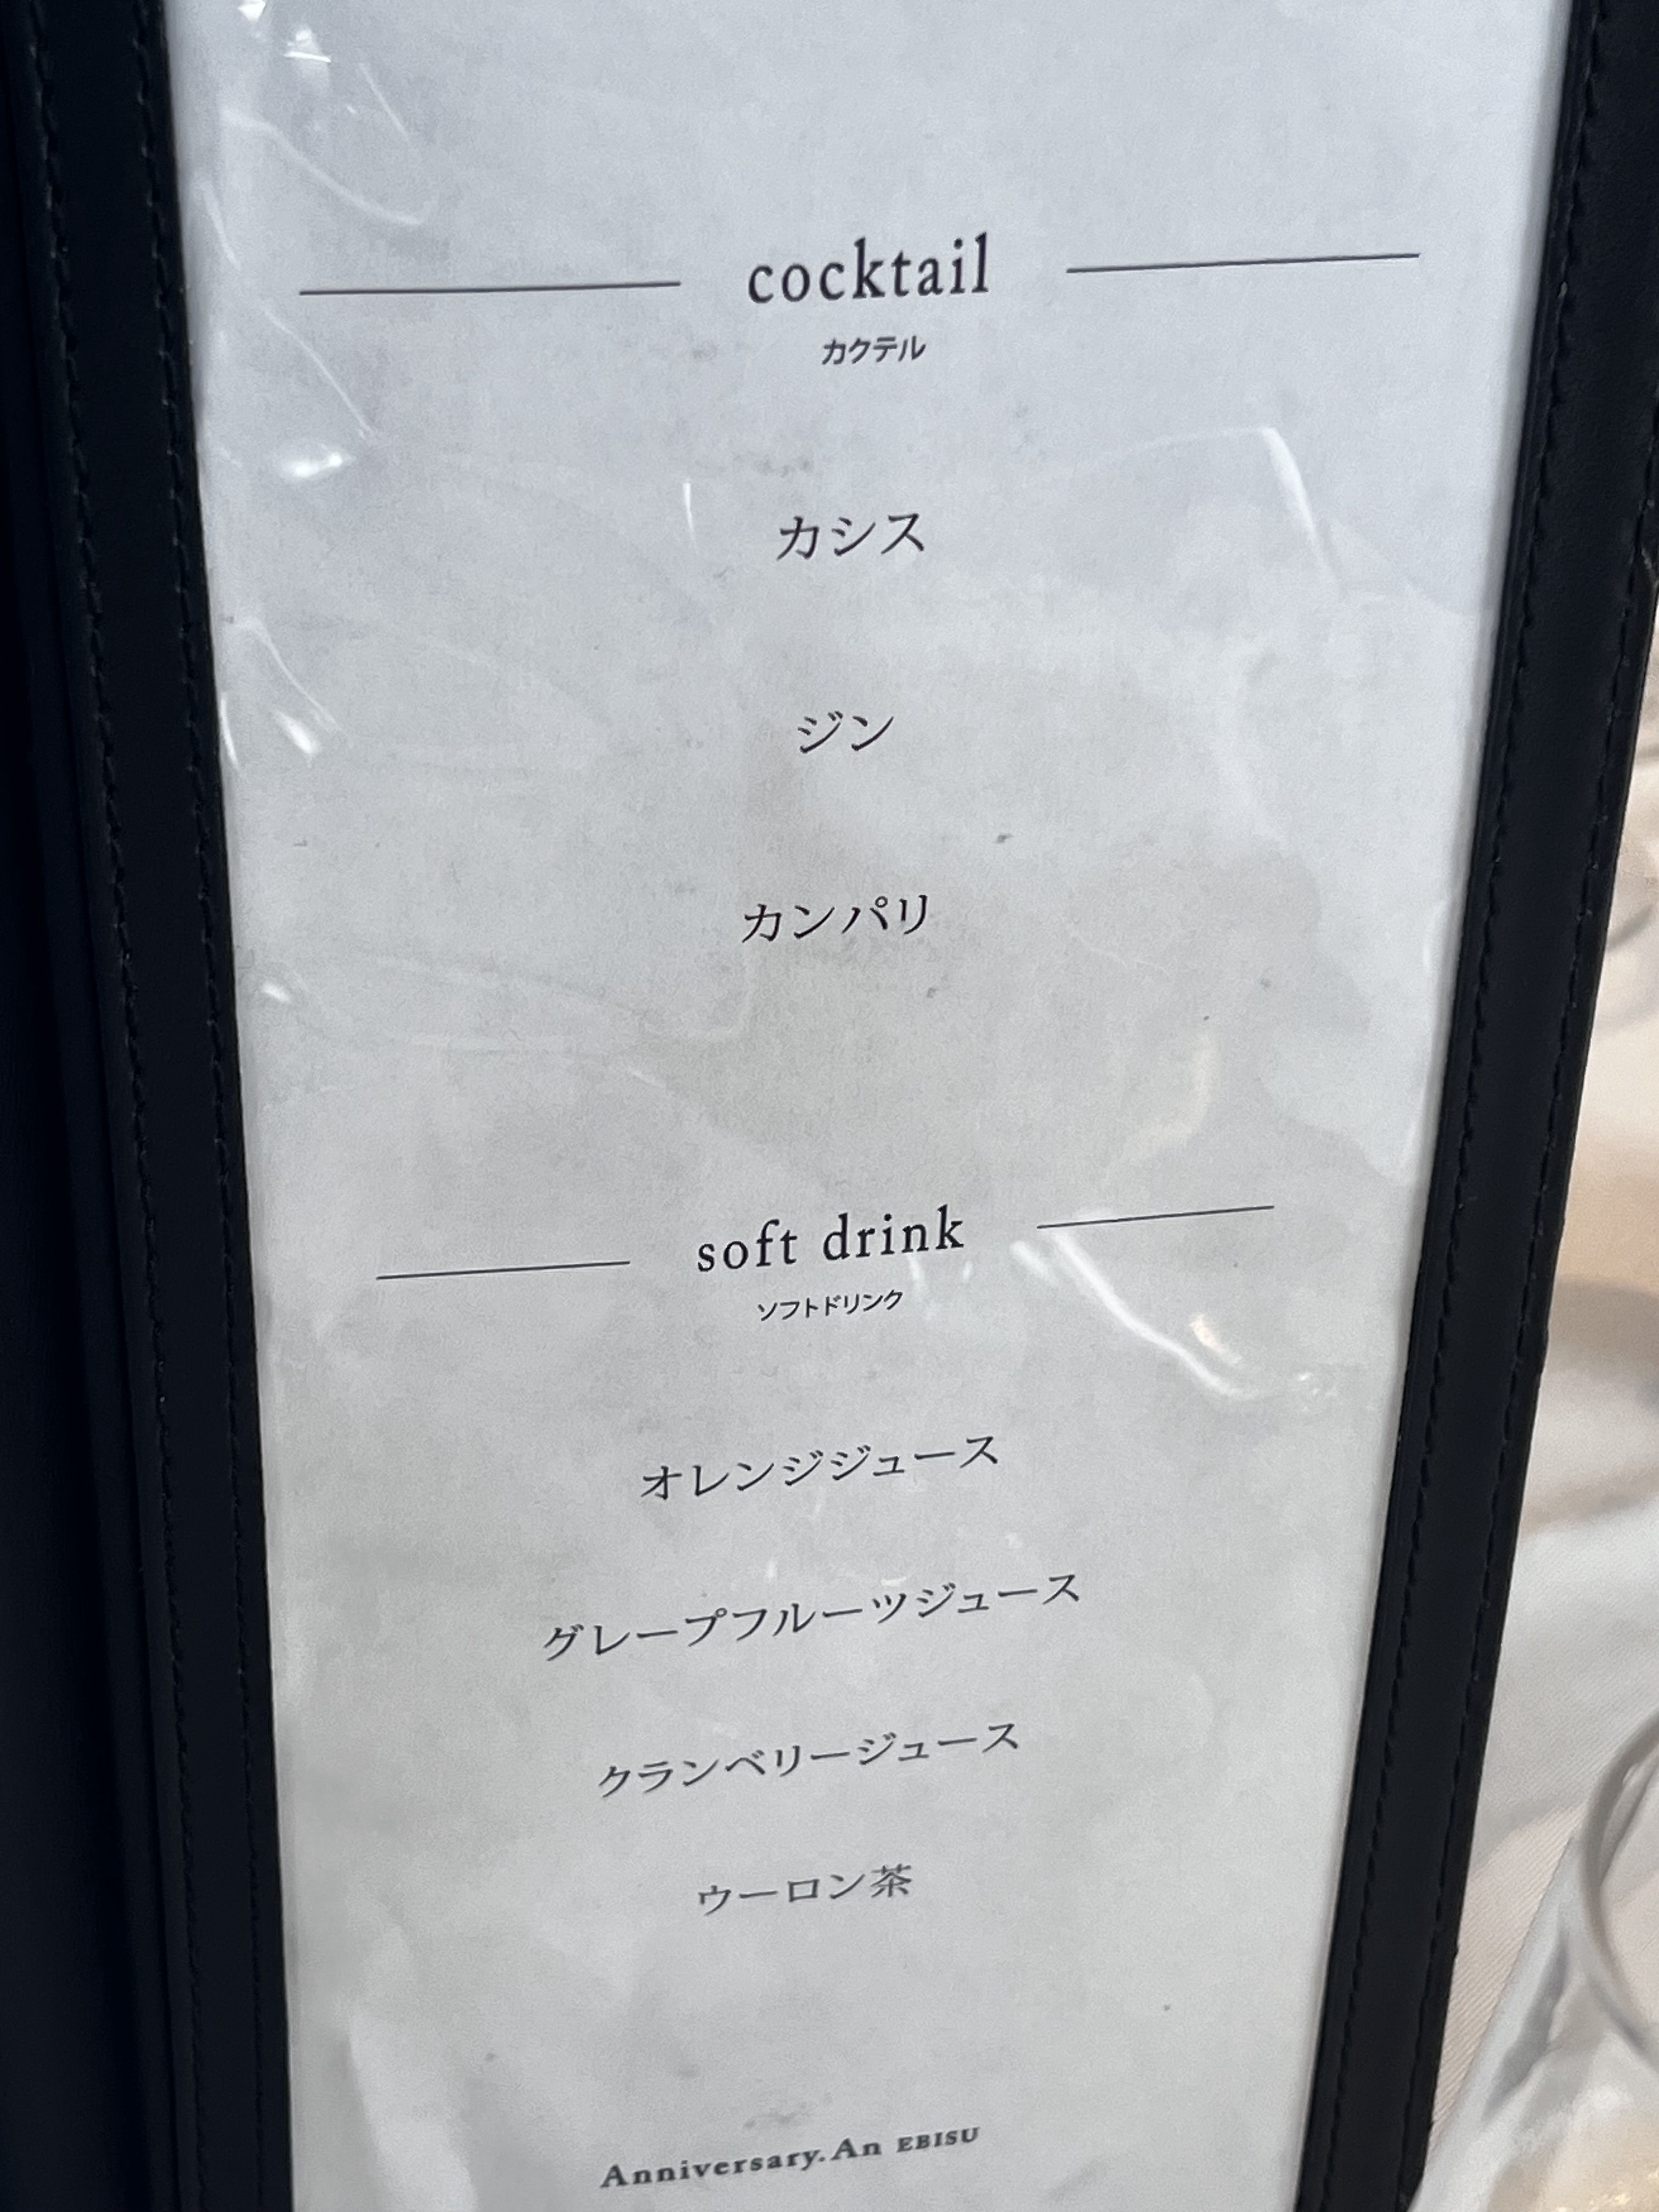 cocktail
カクテル
カシス
ジン
カンパリ
soft drink
ソフトドリンク
オレンジジュース
グレープフルーツジュース
クランベリージュース
ウーロン茶
Anniversary.An EBISU